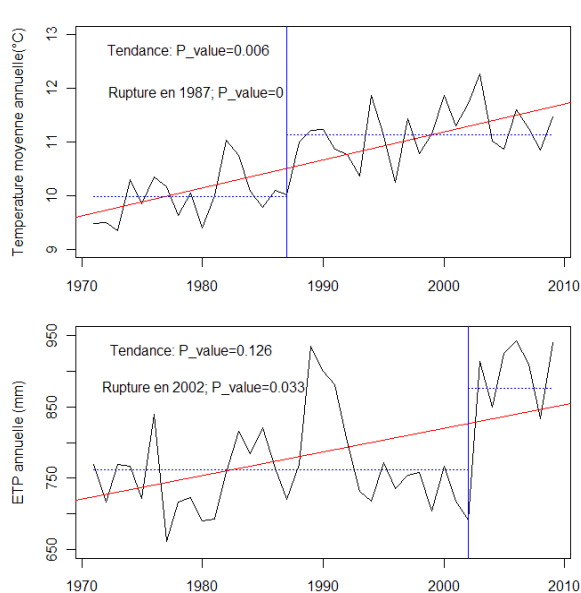 Temperature moyenne annuelle(°C)
13
12
11
10
9
Tendance: P_value=0.006
Rupture en 1987; P_value=0
1970 1980 1990 2000 2010
ETP annuelle (mm)
950
850
750
650
Tendance: P_value=0.126
Rupture en 2002; P_value=0.033
1970 1980 1990 2000 2010